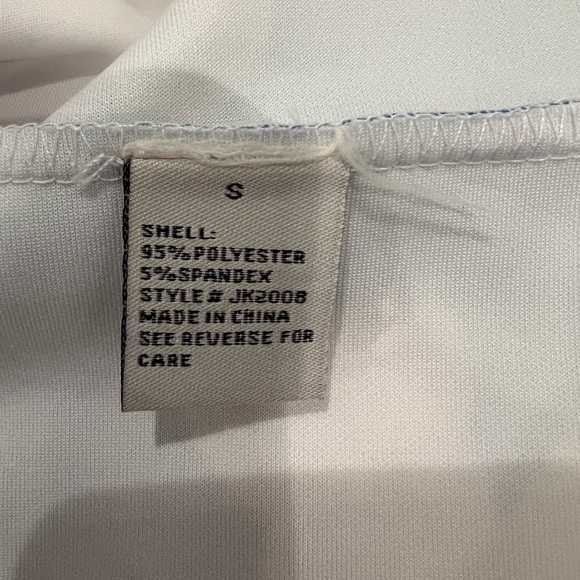 S
SHELL:
95%POLYESTER
5%SPANDEX
STYLE# JK2008
MADE IN CHINA
SEE REVERSE FOR
CARE